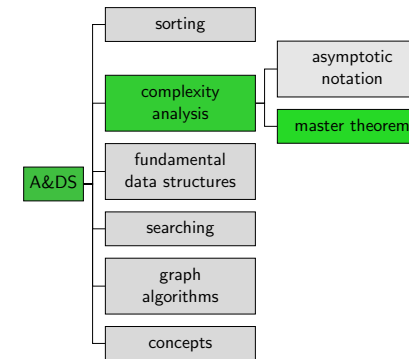 sorting
asymptotic
notation
complexity
analysis
master theorem
fundamental
data structures
A&DS
searching
graph
algorithms
concepts